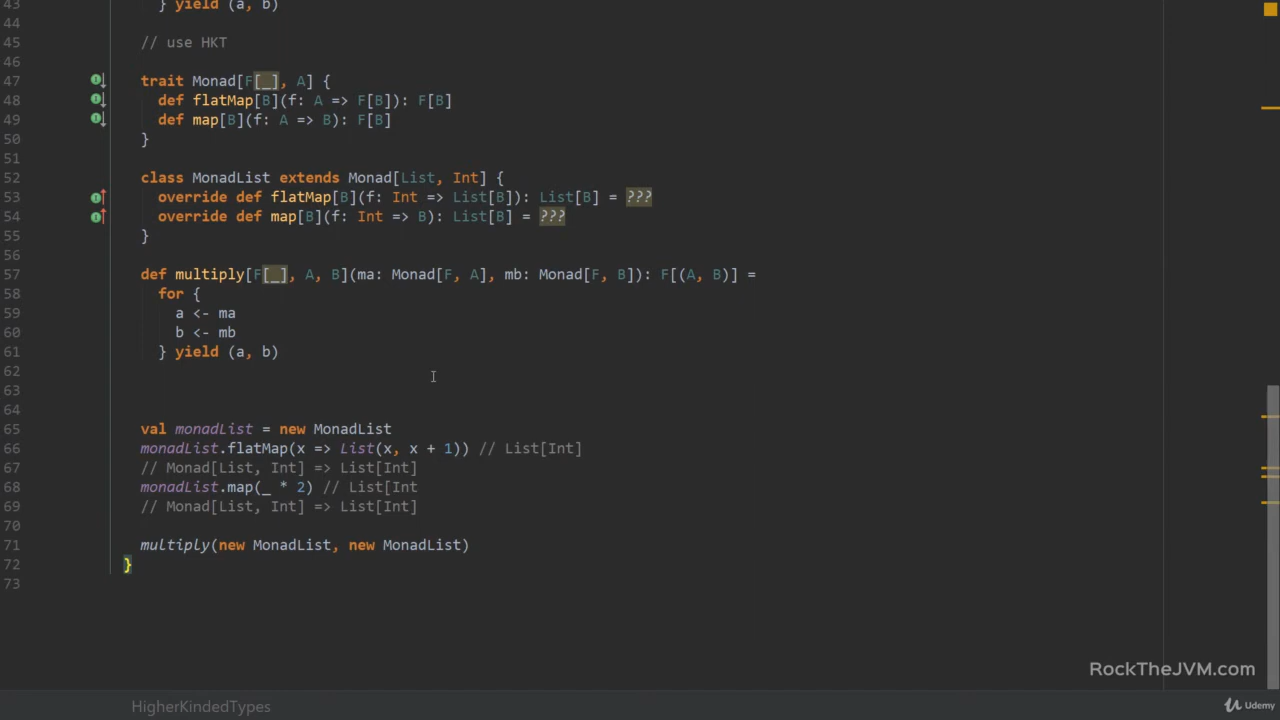 43 } yield (a, b)
44
45 // use HKT
46
47 trait Monad[F[_], A] {
48 def flatMap[B](f: A => F[B]): F[B]
49 def map[B](f: A => B): F[B]
50 }
51
52 class MonadList extends Monad[List, Int] {
53 override def flatMap[B](f: Int => List[B]): List[B] = ???
54 override def map[B](f: Int => B): List[B] = ???
55 }
56
57 def multiply[F[_], A, B](ma: Monad[F, A], mb: Monad[F, B]): F[(A, B)] =
58 for {
59 a <- ma
60 b <- mb
61 } yield (a, b)
62
63
64
65 val monadList = new MonadList
66 monadList.flatMap(x => List(x, x + 1)) // List[Int]
67 // Monad[List, Int] => List[Int]
68 monadList.map(_ * 2) // List[Int
69 // Monad[List, Int] => List[Int]
70
71 multiply(new MonadList, new MonadList)
72 }
73
RockTheJVM.com
HigherKindedTypes
Udemy